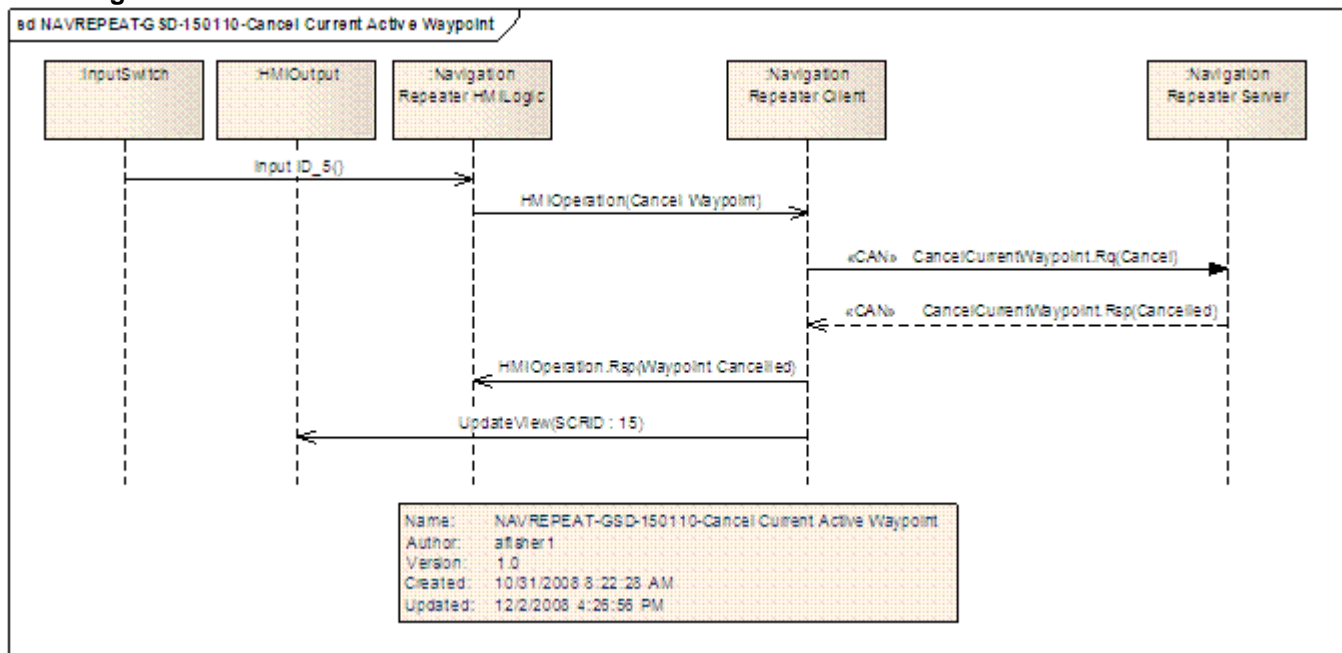 sd NAVREPEAT-GSD-150110-Cancel Current Active Waypoint
:InputSwitch
:HMIOutput
:Navigation
Repeater HMILogic
:Navigation
Repeater Client
:Navigation
Repeater Server
Input ID_5()
HMIOperation(Cancel Waypoint)
«CAN» CancelCurrentWaypoint.Rq(Cancel)
«CAN» CancelCurrentWaypoint.Rsp(Cancelled)
HMIOperation.Rsp(Waypoint Cancelled)
UpdateView(SCRID : 15)
Name: NAVREPEAT-GSD-150110-Cancel Current Active Waypoint
Author: afisher1
Version: 1.0
Created: 10/31/2008 8:22:28 AM
Updated: 12/2/2008 4:26:56 PM